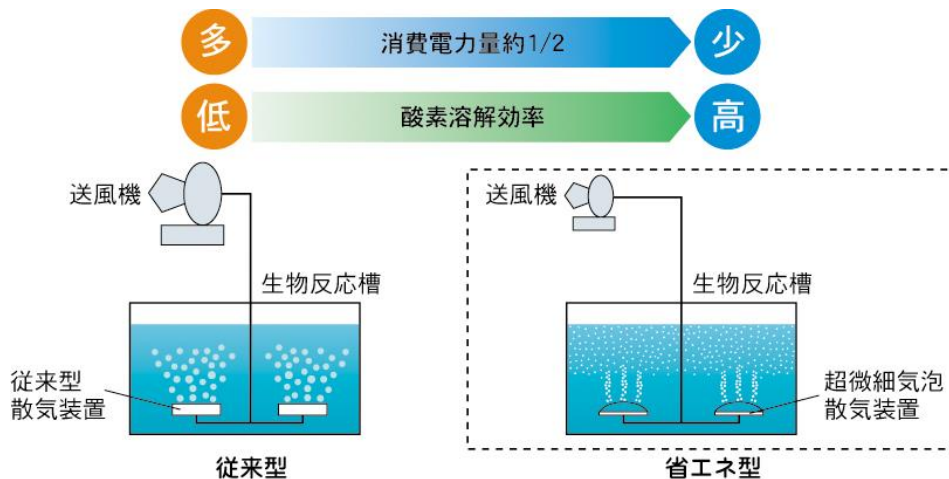 多
消費電力量約1/2
少
低
酸素溶解効率
高
送風機
生物反応槽
従来型
散気装置
従来型
送風機
生物反応槽
超微細気泡
散気装置
省エネ型